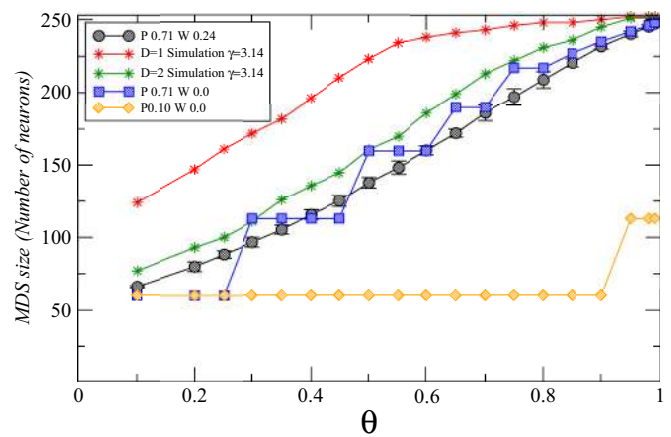 250
200
150
100
50
MDS size (Number of neurons)
P 0.71 W 0.24
D=1 Simulation γ=3.14
D=2 Simulation γ=3.14
P 0.71 W 0.0
P0.10 W 0.0
0 0.2 0.4 0.6 0.8 1
θ